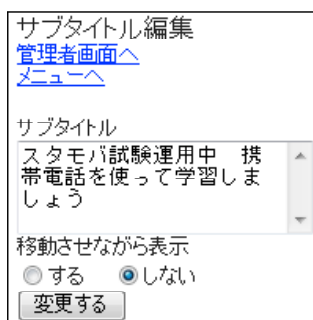 サブタイトル編集
管理者画面へ
メニューへ
サブタイトル
スタモバ試験運用中　携
帯電話を使って学習しま
しょう
移動させながら表示
する　しない
変更する